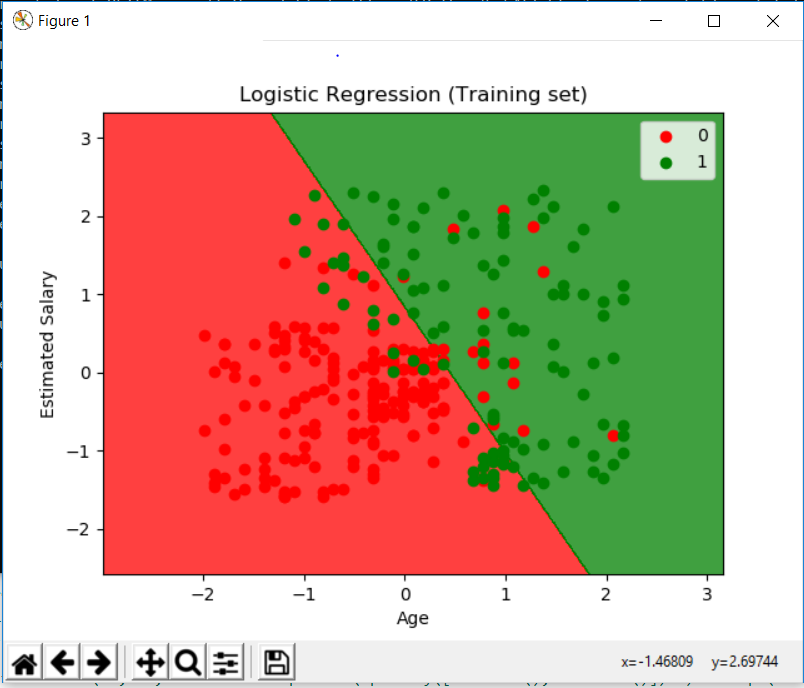 Figure 1
Logistic Regression (Training set)
0
1
3
2
1
0
−1
−2
Estimated Salary
−2 −1 0 1 2 3
Age
x=-1.46809 y=2.69744